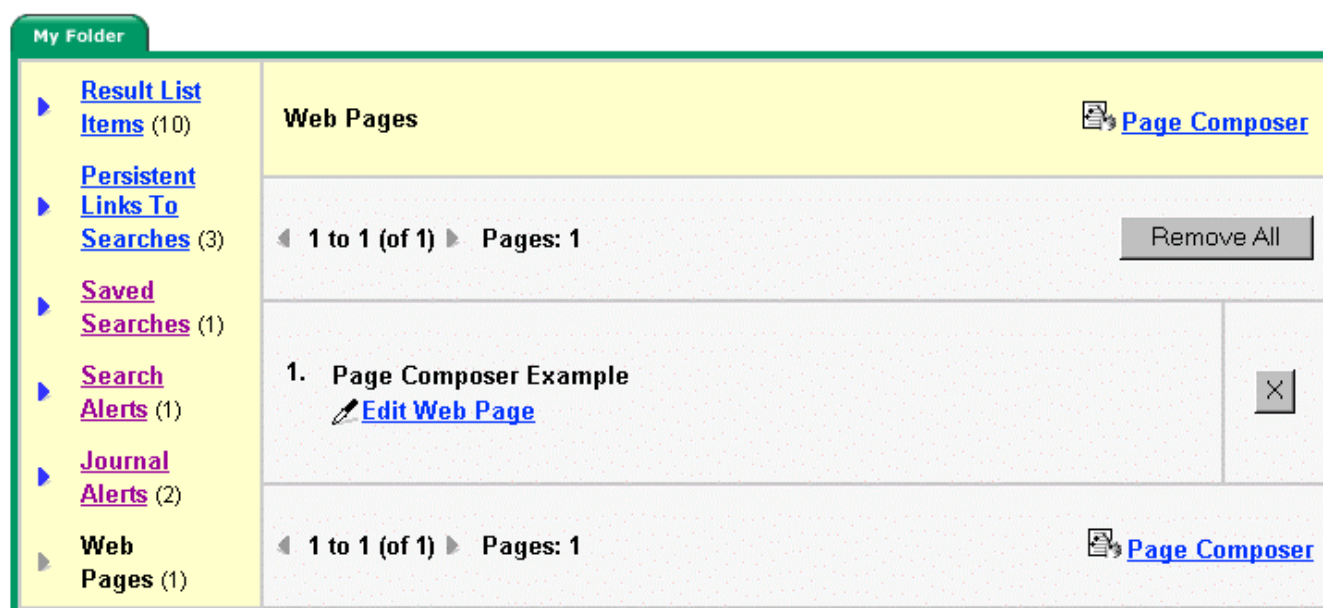 My Folder
Result List
Items (10)
Persistent
Links To
Searches (3)
Saved
Searches (1)
Search
Alerts (1)
Journal
Alerts (2)
Web
Pages (1)
Web Pages
Page Composer
1 to 1 (of 1) Pages: 1
Remove All
1. Page Composer Example
Edit Web Page
X
1 to 1 (of 1) Pages: 1
Page Composer